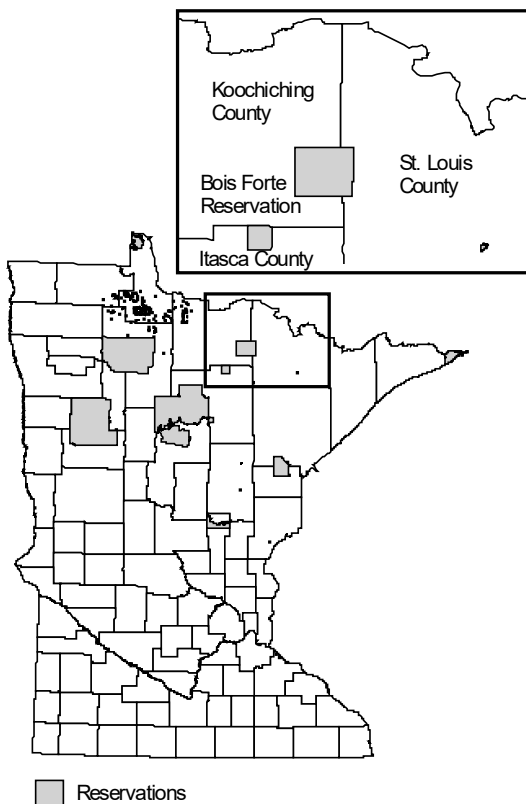 Koochiching
County
St. Louis
County
Bois Forte
Reservation
Itasca County
Reservations